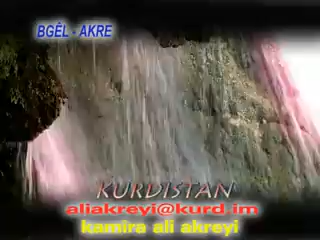 BGÊL - AKRE
KURDISTAN
aliakreyi@kurd.im
kamira ali akreyi